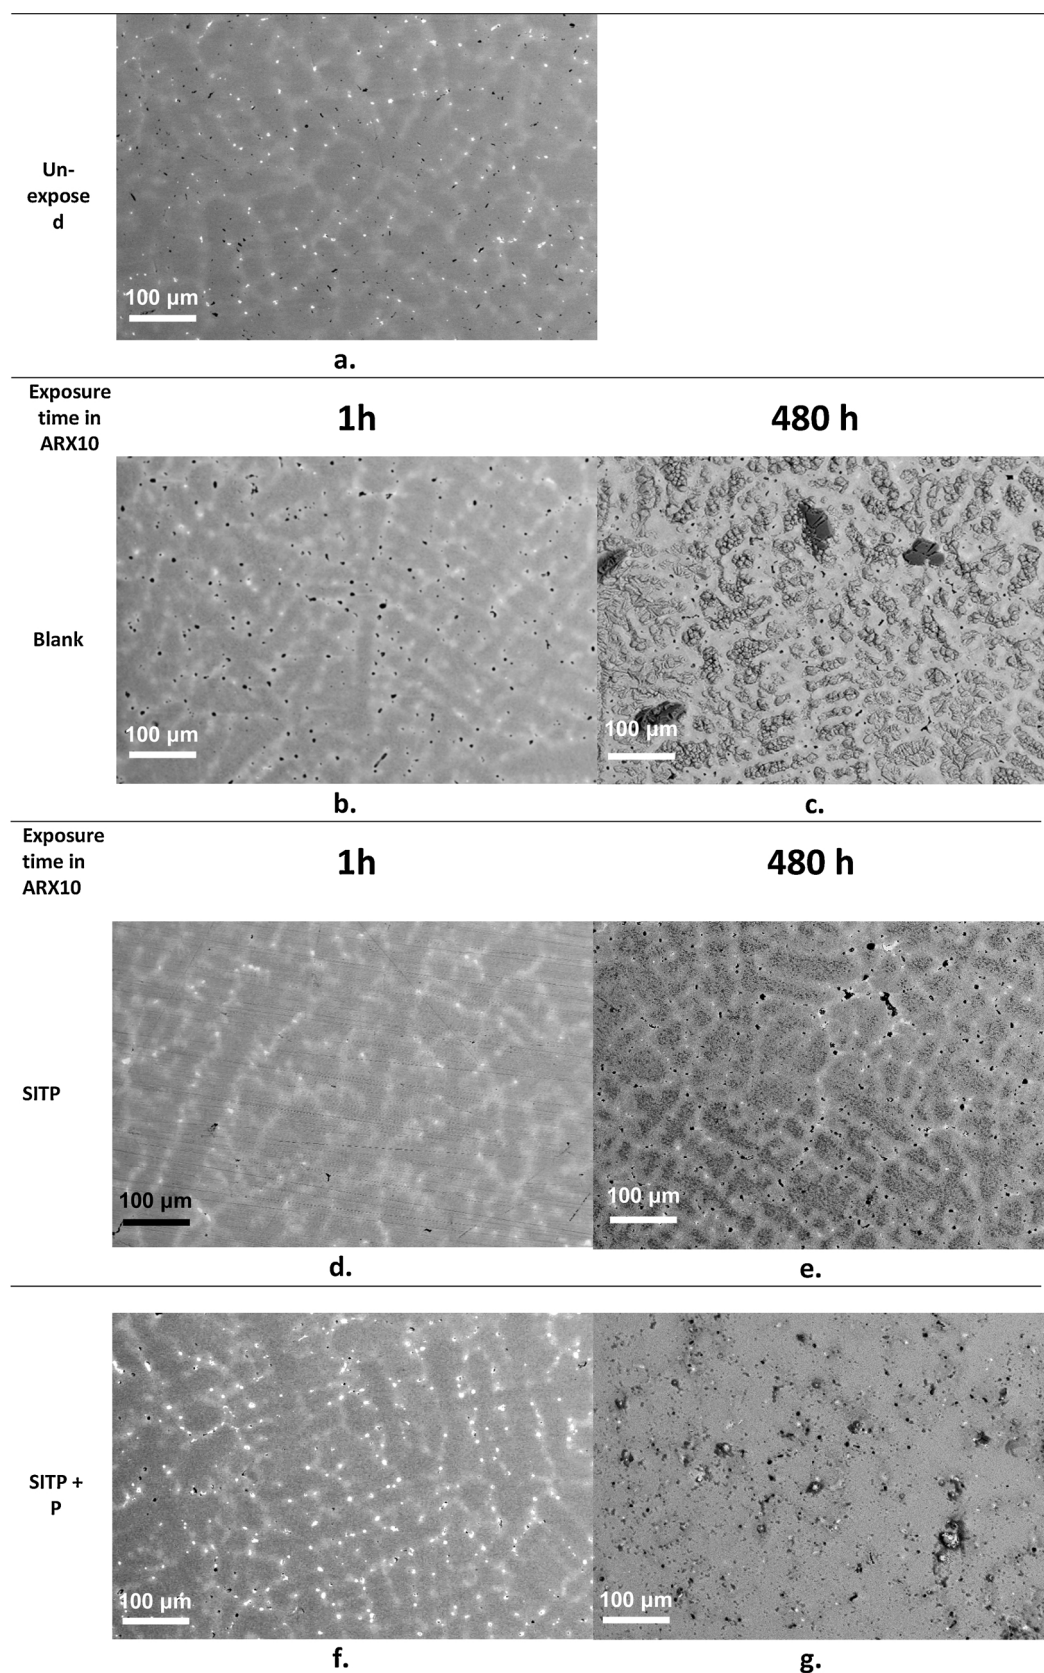 Un-
expose
d
100 µm
a.
Exposure
time in
ARX10
1h
480 h
Blank
100 µm
100 µm
b.
c.
Exposure
time in
ARX10
1h
480 h
SITP
100 µm
100 µm
d.
e.
SITP +
P
100 µm
100 µm
f.
g.